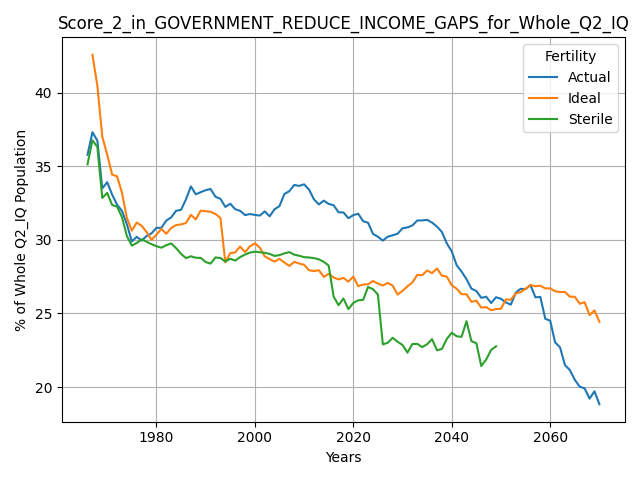 Score_2_in_GOVERNMENT_REDUCE_INCOME_GAPS_for_Whole_Q2_IQ
Fertility
Actual
Ideal
Sterile
% of Whole Q2_IQ Population
40
35
30
25
20
1980
2000
2020
2040
2060
Years